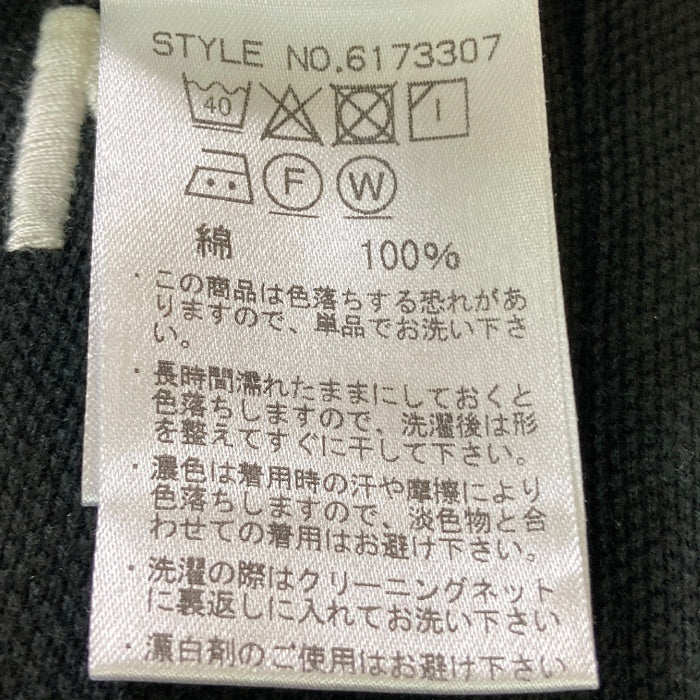 STYLE NO.6173307
40
F W
綿 100%
・この商品は色落ちする恐れがあ
りますので、単品でお洗い下さ
い。
・長時間濡れたままにしておくと
色落ちしますので、洗濯後は形
を整えてすぐに干して下さい。
・濃色は着用時の汗や摩擦により
色落ちしますので、淡色物と合
わせての着用はお避け下さい。
・洗濯の際はクリーニングネット
に裏返しに入れてお洗い下さい
・漂白剤のご使用はお避け下さい